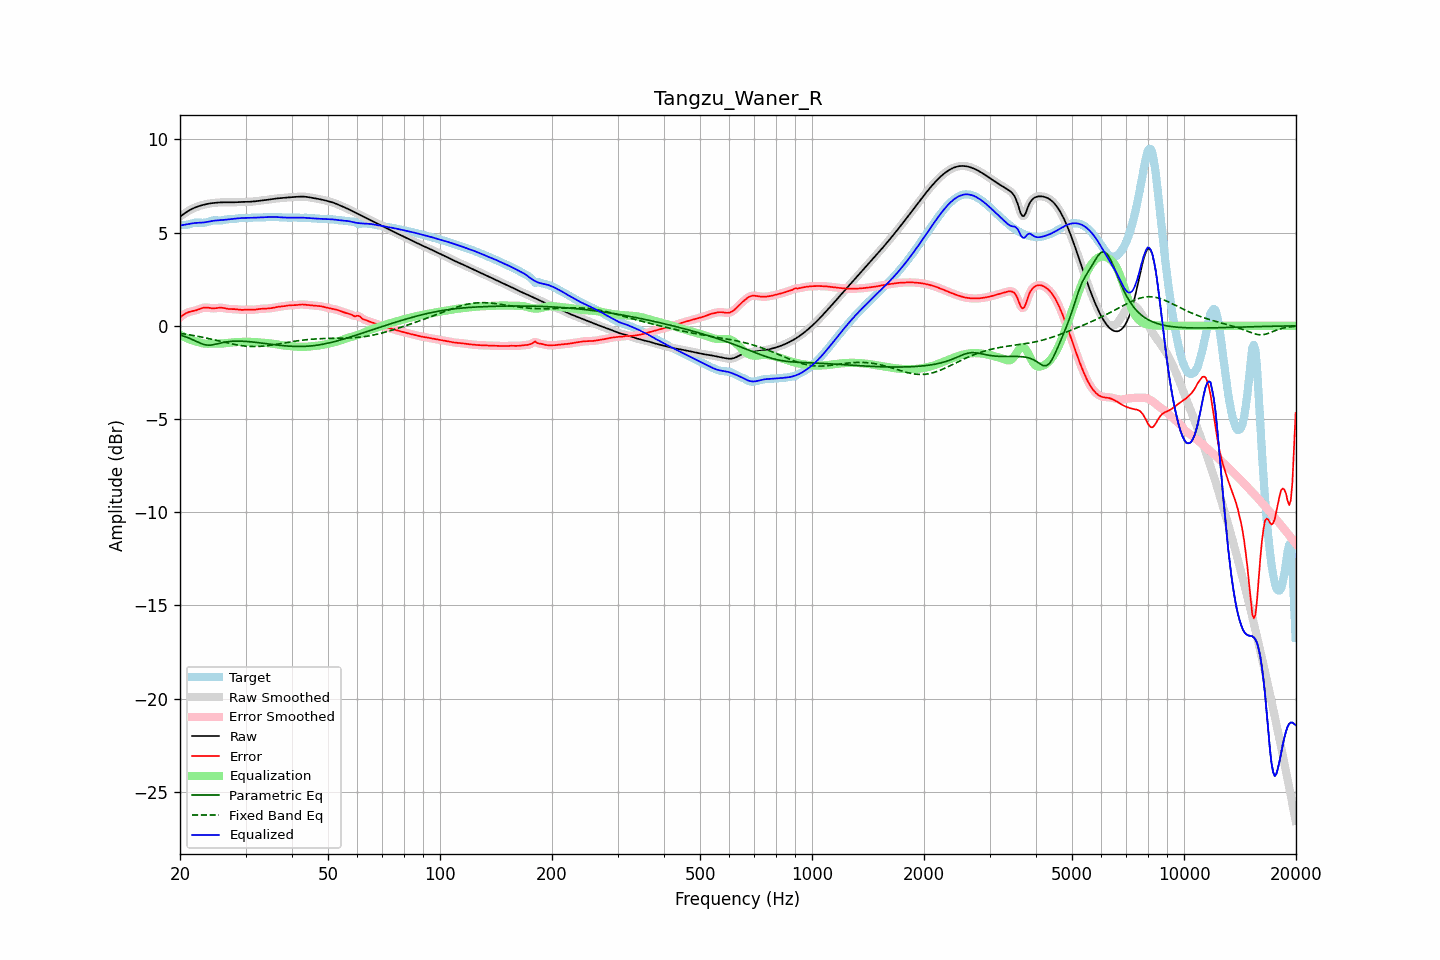 Tangzu_Waner_R
Amplitude (dBr)
10
5
0
−5
−10
−15
−20
−25
Target
Raw Smoothed
Error Smoothed
Raw
Error
Equalization
Parametric Eq
Fixed Band Eq
Equalized
20 50 100 200 500 1000 2000 5000 10000 20000
Frequency (Hz)